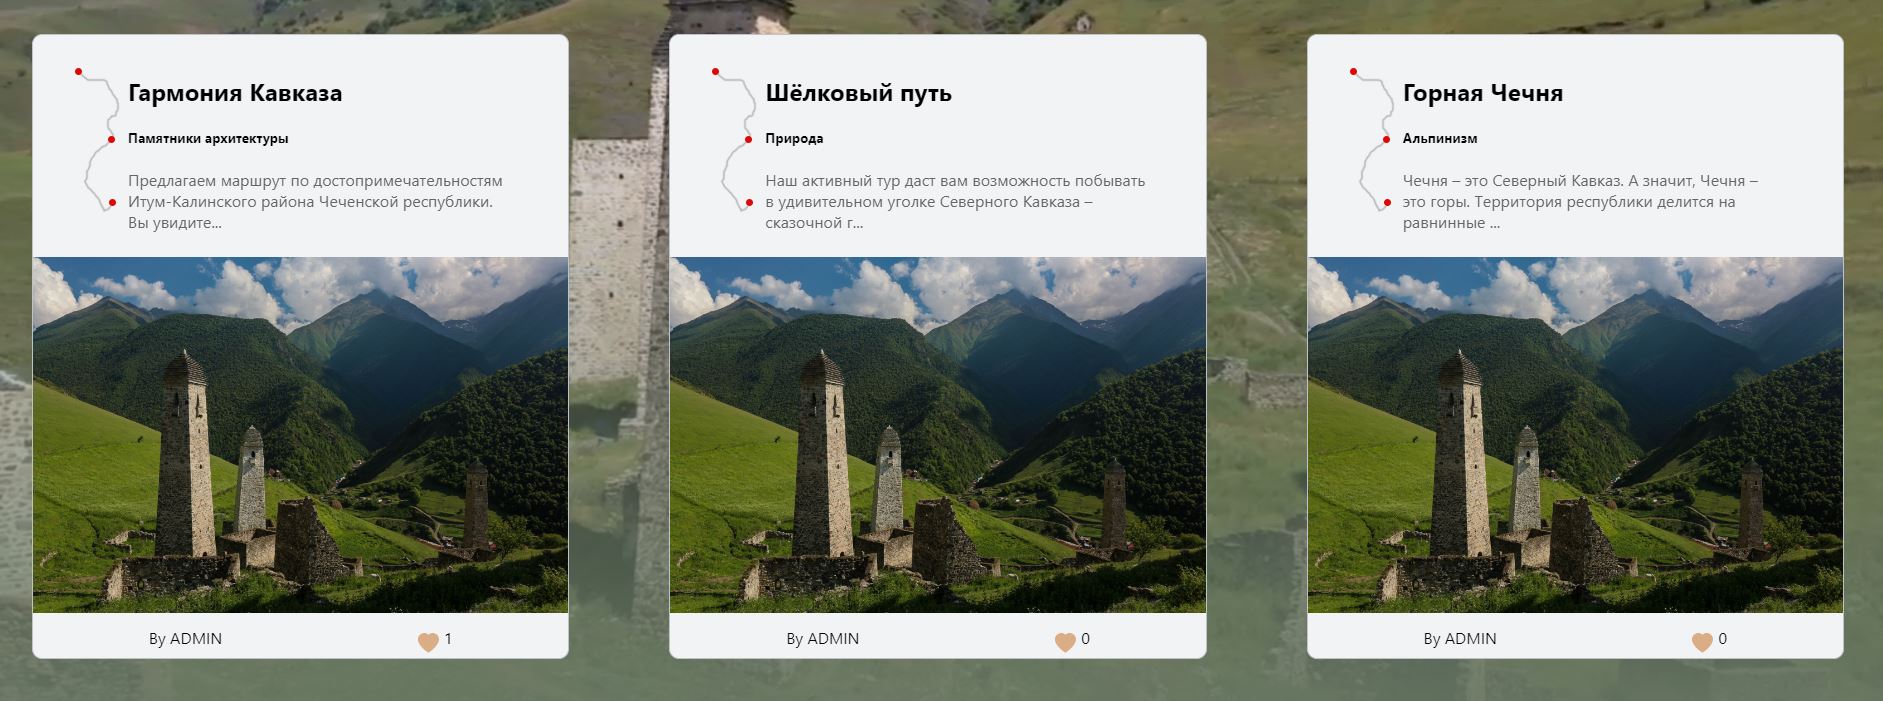 Гармония Кавказа
Памятники архитектуры
Предлагаем маршрут по достопримечательностям
Итум-Калинского района Чеченской республики.
Вы увидите...
By ADMIN
1
Шёлковый путь
Природа
Наш активный тур даст вам возможность побывать
в удивительном уголке Северного Кавказа –
сказочной г...
By ADMIN
0
Горная Чечня
Альпинизм
Чечня – это Северный Кавказ. А значит, Чечня –
это горы. Территория республики делится на
равнинные ...
By ADMIN
0